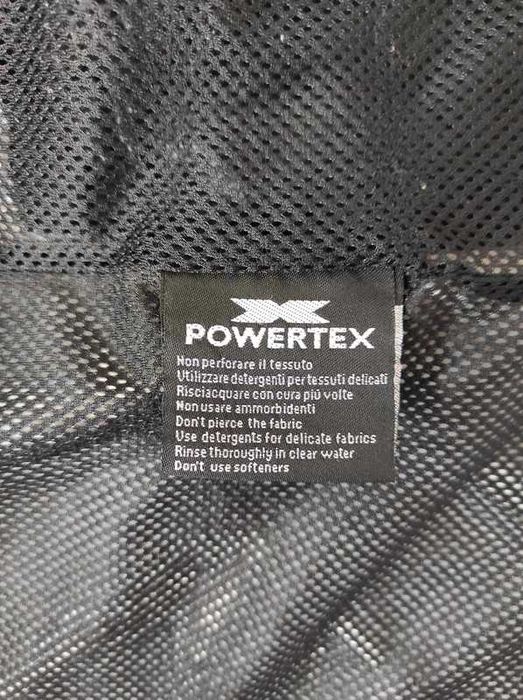 POWERTEX
Non perforare il tessuto
Utilizzare detergenti per tessuti delicati
Risciacquare con cura più volte
Non usare ammorbidenti
Don't pierce the fabric
Use detergents for delicate fabrics
Rinse thoroughly in clear water
Don't use softeners